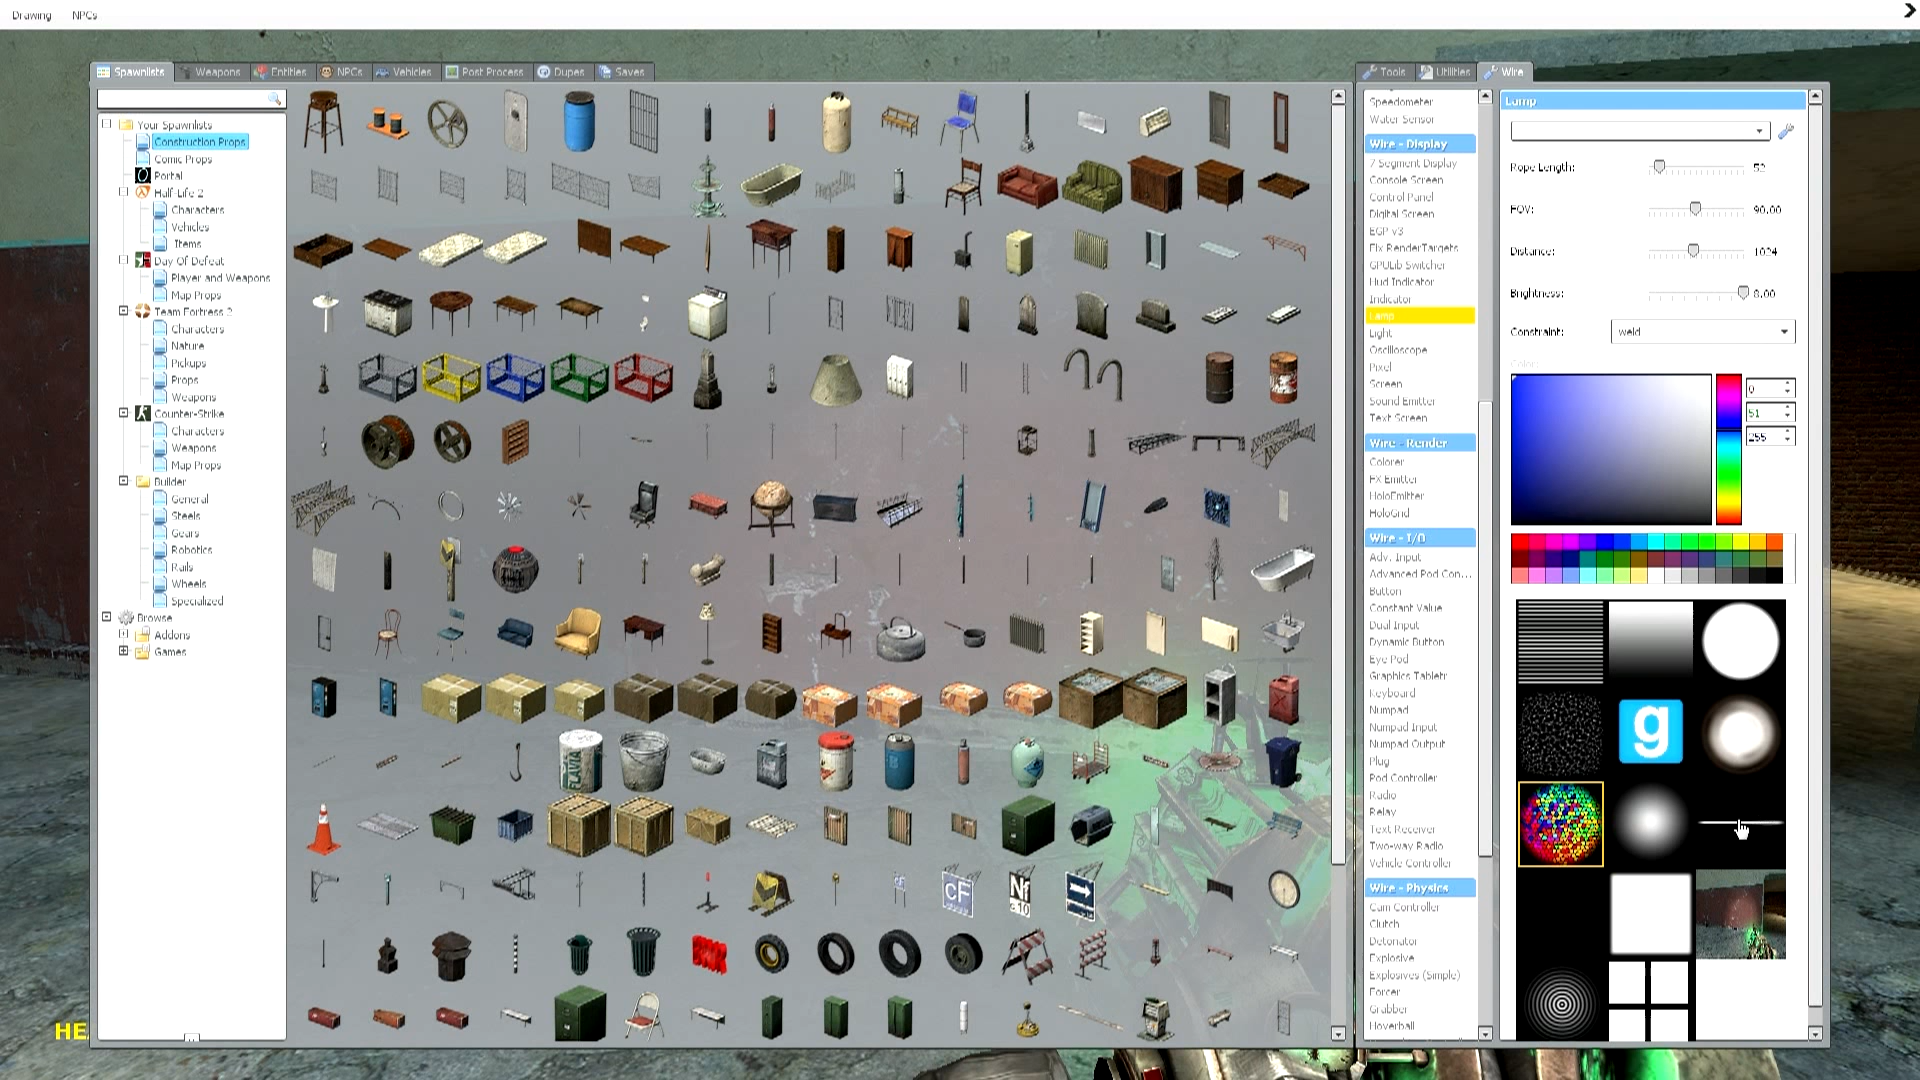 Drawing NPCs
Spawnlists Weapons Entities NPCs Vehicles Post Process Dupes Saves
Your Spawnlists
Construction Props
Comic Props
Portal
Half-Life 2
Characters
Vehicles
Items
Day Of Defeat
Player and Weapons
Map Props
Team Fortress 2
Characters
Nature
Pickups
Props
Weapons
Counter-Strike
Characters
Weapons
Map Props
Builder
General
Steels
Gears
Robotics
Rails
Wheels
Specialized
Browse
Addons
Games
HE
CF
Nf
c 10
Tools Utilities Wire
Speedometer
Water Sensor
Wire - Display
7 Segment Display
Console Screen
Control Panel
Digital Screen
EGP v3
Fix RenderTargets
GPULib Switcher
Hud Indicator
Indicator
Lamp
Light
Oscilloscope
Pixel
Screen
Sound Emitter
Text Screen
Wire - Render
Colorer
FX Emitter
HoloEmitter
HoloGrid
Wire - I/O
Adv. Input
Advanced Pod Con...
Button
Constant Value
Dual Input
Dynamic Button
Eye Pod
Graphics Tablet
Keyboard
Numpad
Numpad Input
Numpad Output
Plug
Pod Controller
Radio
Relay
Text Receiver
Two-way Radio
Vehicle Controller
Wire - Physics
Cam Controller
Clutch
Detonator
Explosive
Explosives (Simple)
Forcer
Grabber
Hoverball
Lamp
Rope Length: 52
FOV: 90.00
Distance: 1024
Brightness: 8.00
Constraint: weld
Color:
0
51
255
g